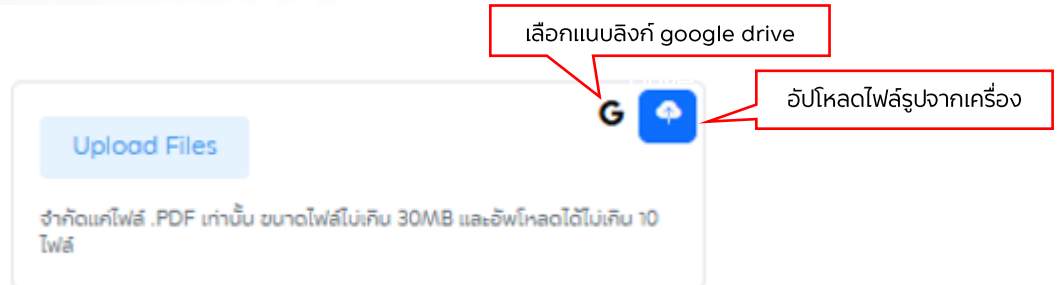 เลือกแนบลิงก์ google drive
อัปโหลดไฟล์รูปจากเครื่อง
G
Upload Files
จำกัดแค่ไฟล์ .PDF เท่านั้น ขนาดไฟล์ไม่เกิน 30MB และอัพโหลดได้ไม่เกิน 10
ไฟล์